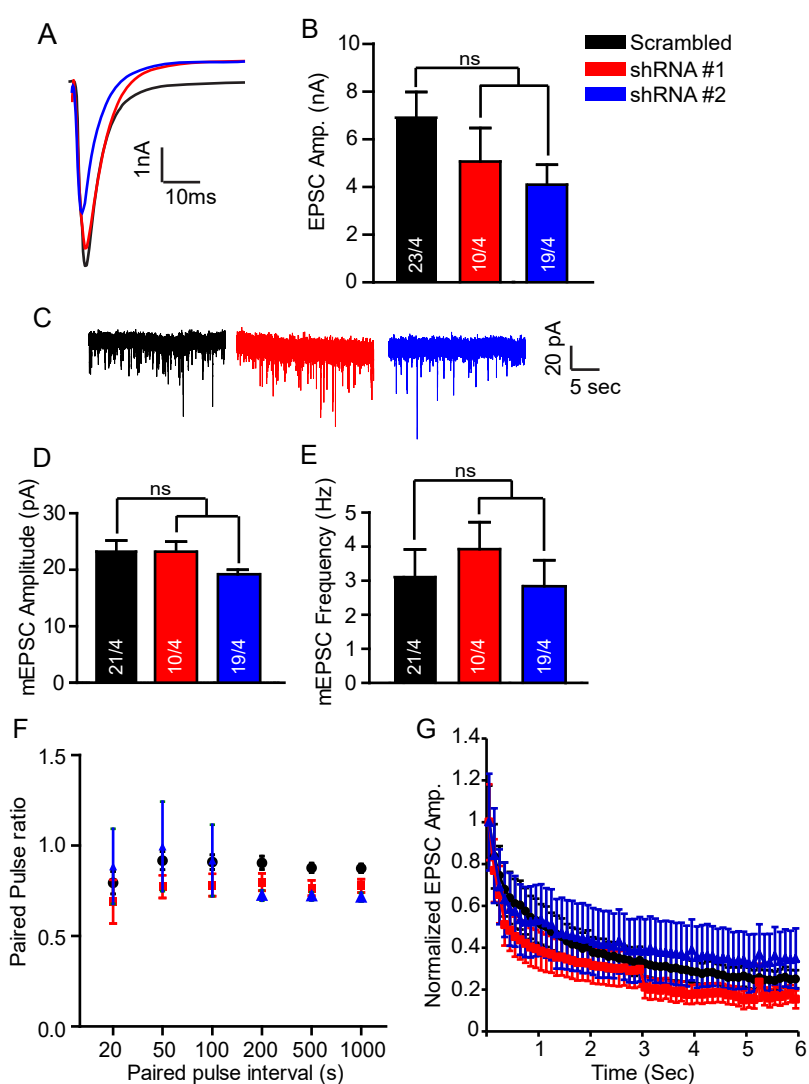 A
1nA
10ms
B
Scrambled
shRNA #1
shRNA #2
EPSC Amp. (nA)
10
8
6
4
2
0
ns
23/4
10/4
19/4
C
20 pA
5 sec
D
mEPSC Amplitude (pA)
30
20
10
0
ns
21/4
10/4
19/4
E
mEPSC Frequency (Hz)
5
4
3
2
1
0
ns
21/4
10/4
19/4
F
Paired Pulse ratio
1.5
1.0
0.5
0.0
20 50 100 200 500 1000
Paired pulse interval (s)
G
Normalized EPSC Amp.
1.4
1.2
1
0.8
0.6
0.4
0.2
0
1 2 3 4 5 6
Time (Sec)